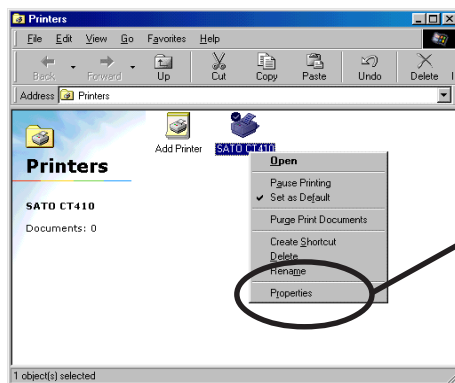 Printers
File Edit View Go Favorites Help
Back Forward Up Cut Copy Paste Undo Delete
Address Printers
Add Printer SATO CT410
Printers
SATO CT410
Documents: 0
Open
Pause Printing
Set as Default
Purge Print Documents
Create Shortcut
Delete
Rename
Properties
1 object(s) selected